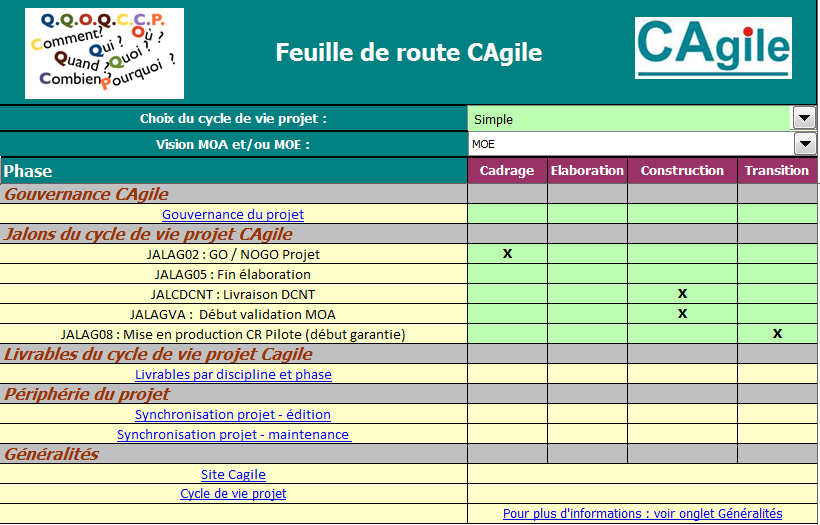 Q.Q.O.Q.C.C.P.
Comment?
Où ?
Qui ?
Quand ?
Quoi ?
Combien
Pourquoi ?
Feuille de route CAgile
CAgile
Choix du cycle de vie projet :
Simple
Vision MOA et/ou MOE :
MOE
Phase Cadrage Elaboration Construction Transition
Gouvernance CAgile
Gouvernance du projet
Jalons du cycle de vie projet CAgile
JALAG02 : GO / NOGO Projet X
JALAG05 : Fin élaboration
JALCDCNT : Livraison DCNT X
JALAGVA : Début validation MOA X
JALAG08 : Mise en production CR Pilote (début garantie) X
Livrables du cycle de vie projet Cagile
Livrables par discipline et phase
Périphérie du projet
Synchronisation projet - édition
Synchronisation projet - maintenance
Généralités
Site Cagile
Cycle de vie projet
Pour plus d'informations : voir onglet Généralités